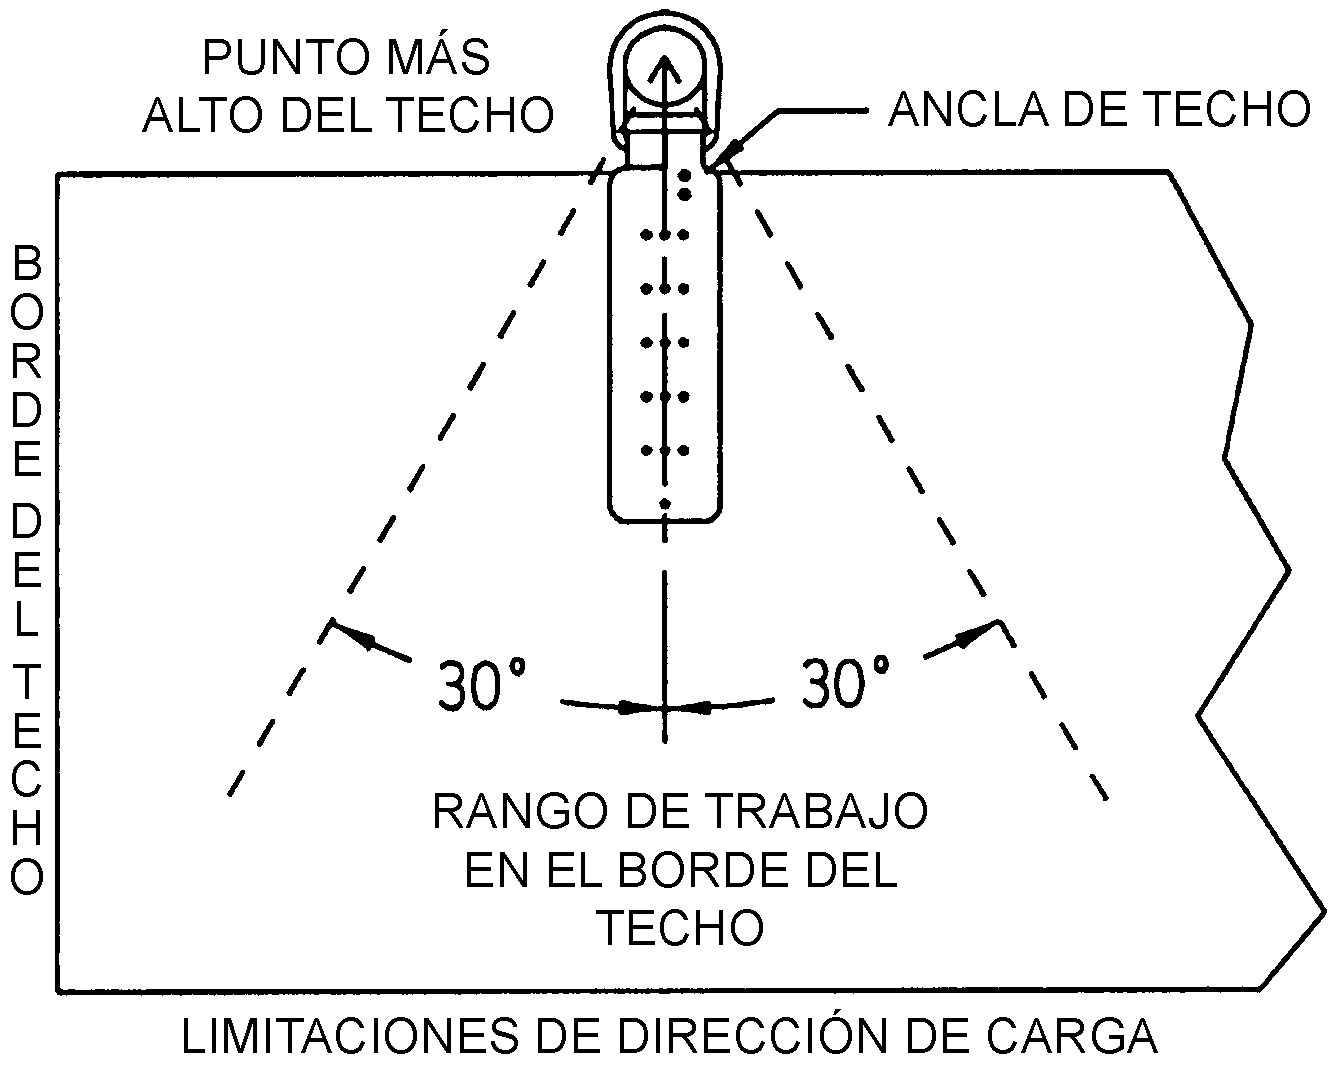 PUNTO MÁS
ALTO DEL TECHO
ANCLA DE TECHO
BORDE DEL TECHO
30°
30°
RANGO DE TRABAJO
EN EL BORDE DEL
TECHO
LIMITACIONES DE DIRECCIÓN DE CARGA